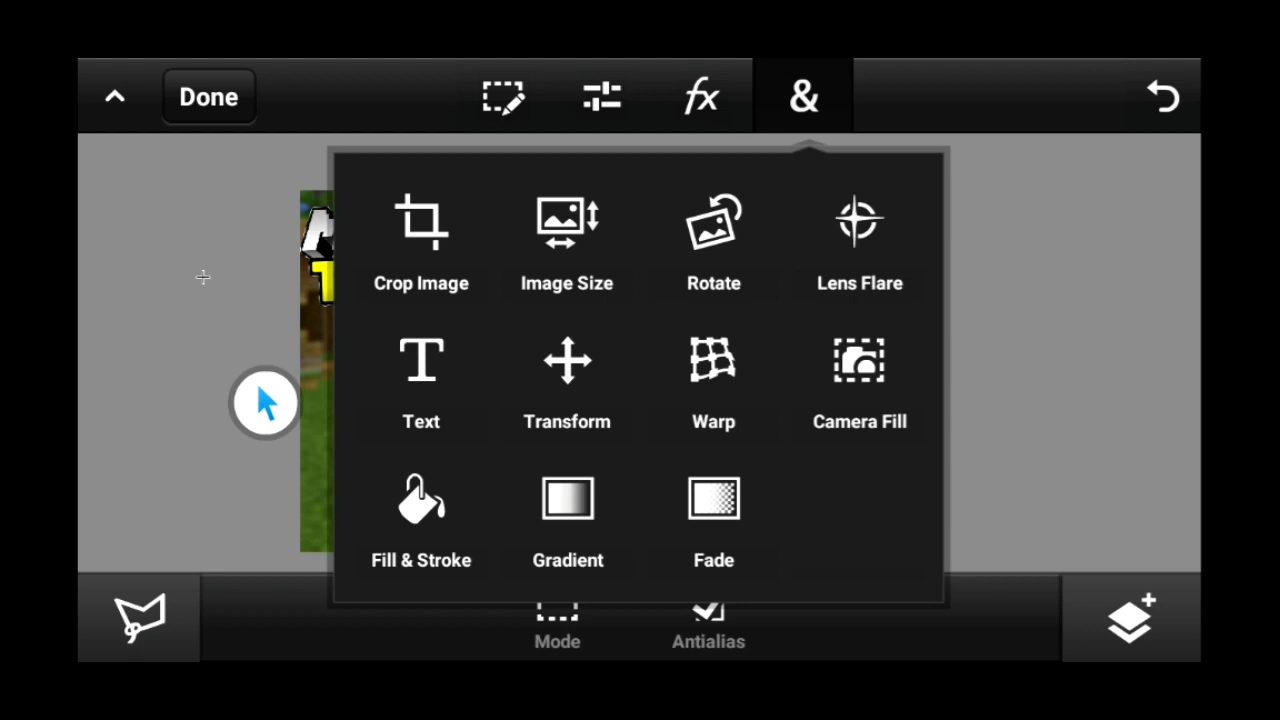 Done
fx
&
Crop Image
Image Size
Rotate
Lens Flare
Text
Transform
Warp
Camera Fill
Fill & Stroke
Gradient
Fade
Mode
Antialias